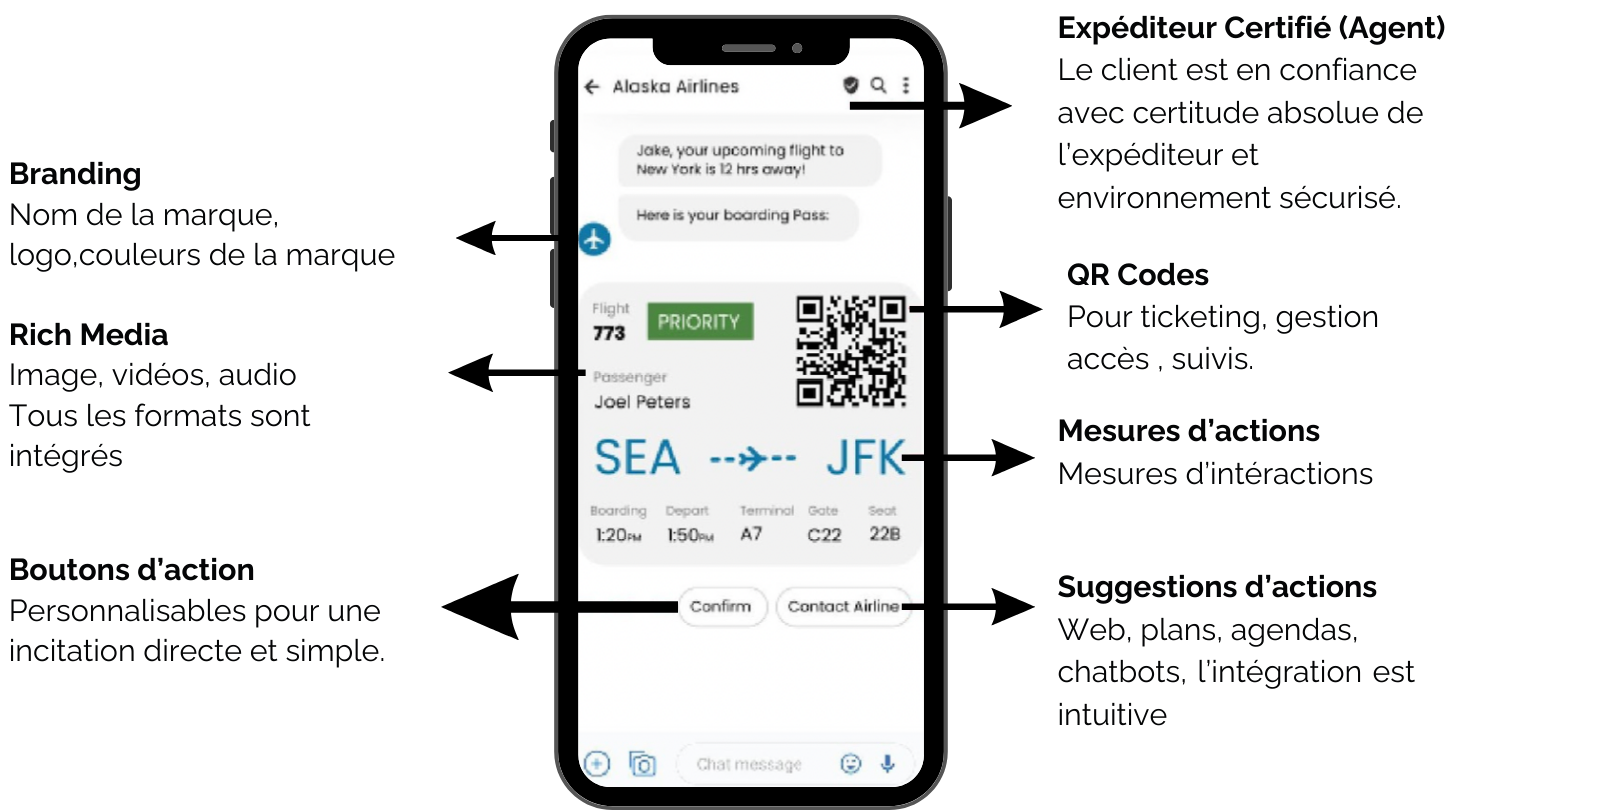 Branding
Nom de la marque,
logo,couleurs de la marque
Rich Media
Image, vidéos, audio
Tous les formats sont
intégrés
Boutons d’action
Personnalisables pour une
incitation directe et simple.
Alaska Airlines
Jake, your upcoming flight to
New York is 12 hrs away!
Here is your boarding Pass:
Flight
773
PRIORITY
Passenger
Joel Peters
SEA JFK
Boarding Depart Terminal Gate Seat
1:20PM 1:50PM A7 C22 22B
Confirm Contact Airline
Chat message
Expéditeur Certifié (Agent)
Le client est en confiance
avec certitude absolue de
l’expéditeur et
environnement sécurisé.
QR Codes
Pour ticketing, gestion
accès , suivis.
Mesures d’actions
Mesures d’intéractions
Suggestions d’actions
Web, plans, agendas,
chatbots, l’intégration est
intuitive